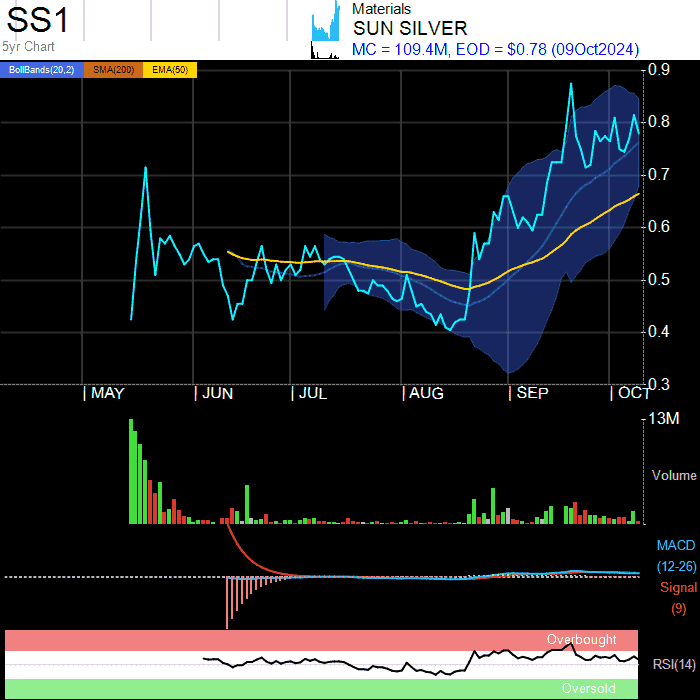 SS1
5yr Chart
Materials
SUN SILVER
MC = 109.4M, EOD = $0.78 (09Oct2024)
BollBands(20,2) SMA(200) EMA(50)
0.9
0.8
0.7
0.6
0.5
0.4
0.3
MAY JUN JUL AUG SEP OCT
13M
Volume
MACD
(12-26)
Signal
(9)
Overbought
RSI(14)
Oversold